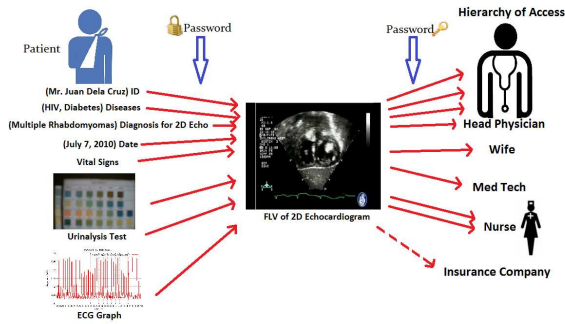 Hierarchy of Access
Password
Password
Patient
(Mr. Juan Dela Cruz) ID
(HIV, Diabetes) Diseases
(Multiple Rhabdomyomas) Diagnosis for 2D Echo
(July 7, 2010) Date
Vital Signs
Urinalysis Test
ECG Graph
FLV of 2D Echocardiogram
Head Physician
Wife
Med Tech
Nurse
Insurance Company